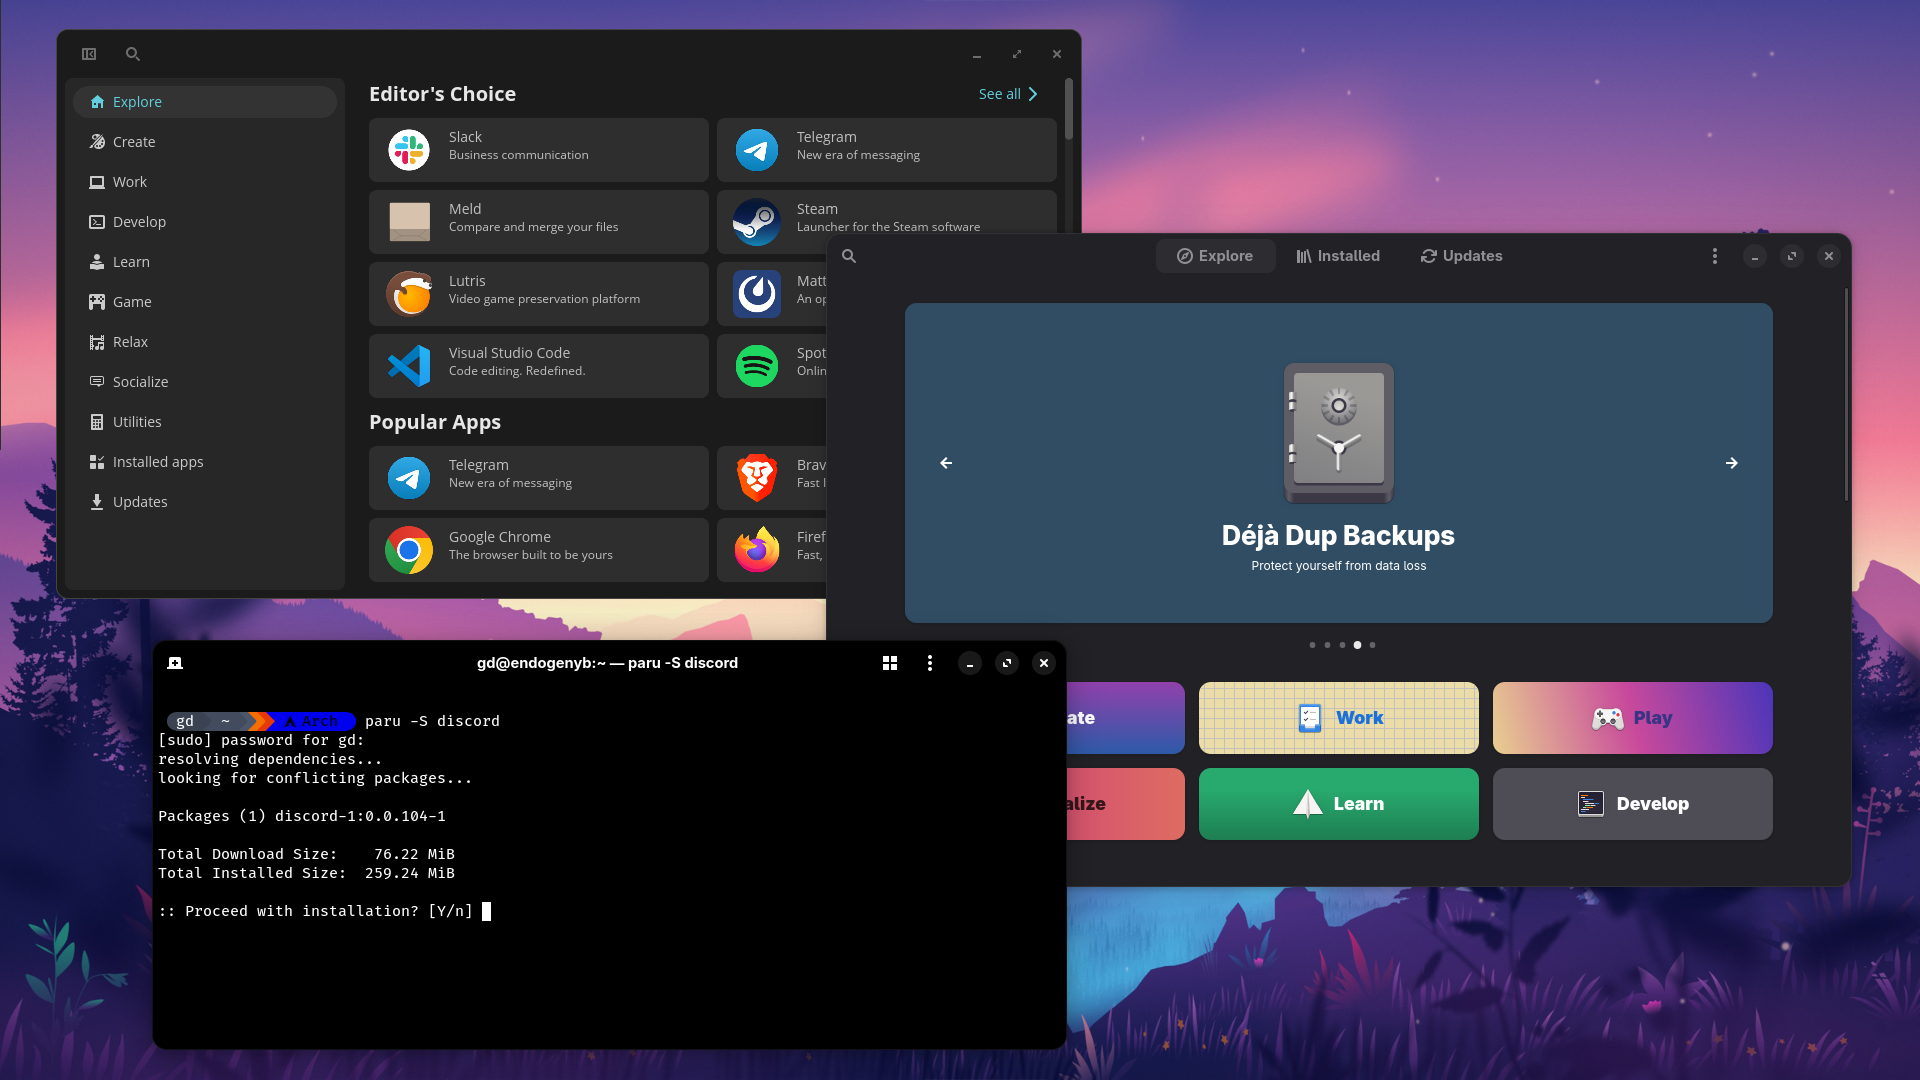 Explore
Create
Work
Develop
Learn
Game
Relax
Socialize
Utilities
Installed apps
Updates
Editor's Choice
See all
Slack
Business communication
Telegram
New era of messaging
Meld
Compare and merge your files
Steam
Launcher for the Steam software
Lutris
Video game preservation platform
Matt
An op
Visual Studio Code
Code editing. Redefined.
Spot
Onlin
Popular Apps
Telegram
New era of messaging
Brav
Fast
Google Chrome
The browser built to be yours
Firef
Fast,
Explore
Installed
Updates
Déjà Dup Backups
Protect yourself from data loss
ate
Work
Play
alize
Learn
Develop
gd@endogenyb:~ — paru -S discord
gd ~ Arch paru -S discord
[sudo] password for gd:
resolving dependencies...
looking for conflicting packages...
Packages (1) discord-1:0.0.104-1
Total Download Size: 76.22 MiB
Total Installed Size: 259.24 MiB
:: Proceed with installation? [Y/n]